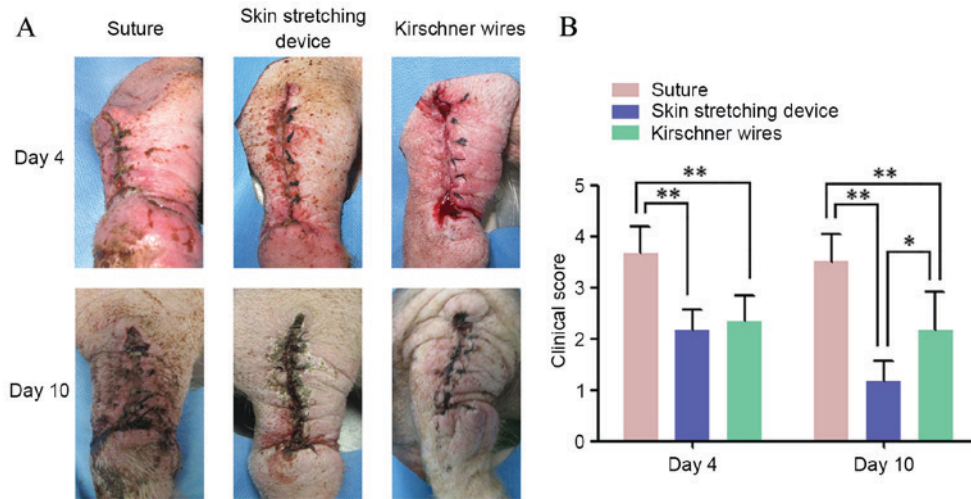 A
Suture
Skin stretching
device
Kirschner wires
Day 4
Day 10
B
Suture
Skin stretching device
Kirschner wires
**
**
**
**
*
Clinical score
5
4
3
2
1
0
Day 4
Day 10